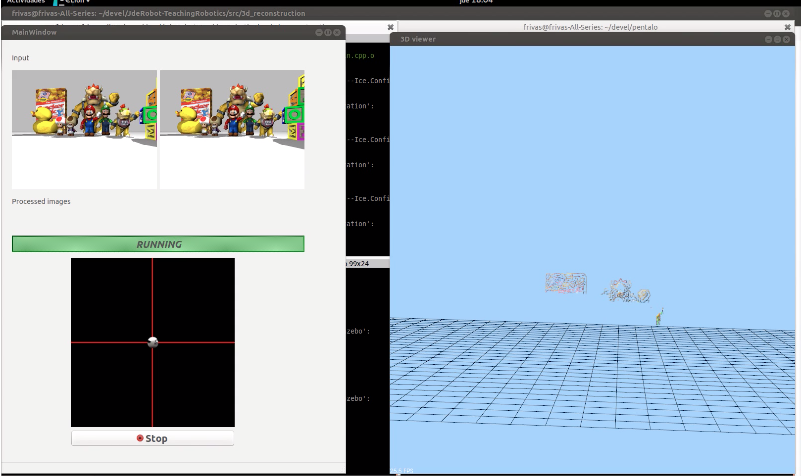 Actividades
jue 18:04
frivas@frivas-All-Series: ~/devel/JdeRobot-TeachingRobotics/src/3d_reconstruction
MainWindow
Input
Processed images
RUNNING
Stop
n.cpp.o
--Ice.Confi
ation':
--Ice.Confi
ation':
--Ice.Confi
ation':
99x24
zebo':
zebo':
zebo':
frivas@frivas-All-Series: ~/devel/pentalo
3D viewer